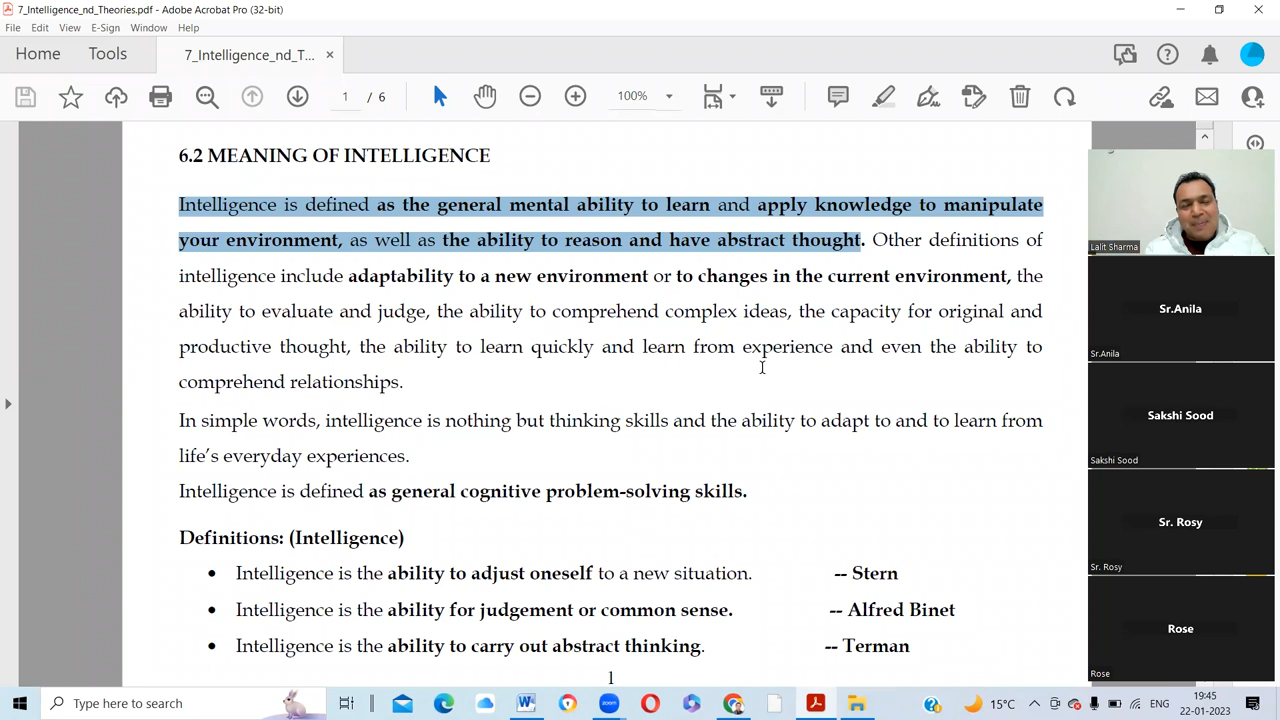 7_Intelligence_nd_Theories.pdf - Adobe Acrobat Pro (32-bit)
File Edit View E-Sign Window Help
Home Tools 7_Intelligence_nd_T... ×
1 / 6 100%
6.2 MEANING OF INTELLIGENCE
Intelligence is defined as the general mental ability to learn and apply knowledge to manipulate
your environment, as well as the ability to reason and have abstract thought. Other definitions of
intelligence include adaptability to a new environment or to changes in the current environment, the
ability to evaluate and judge, the ability to comprehend complex ideas, the capacity for original and
productive thought, the ability to learn quickly and learn from experience and even the ability to
comprehend relationships.
In simple words, intelligence is nothing but thinking skills and the ability to adapt to and to learn from
life's everyday experiences.
Intelligence is defined as general cognitive problem-solving skills.
Definitions: (Intelligence)
• Intelligence is the ability to adjust oneself to a new situation. -- Stern
• Intelligence is the ability for judgement or common sense. -- Alfred Binet
• Intelligence is the ability to carry out abstract thinking. -- Terman
1
Lalit Sharma
Sr.Anila
Sr.Anila
Sakshi Sood
Sakshi Sood
Sr. Rosy
Sr. Rosy
Rose
Rose
Type here to search
zoom
15°C
ENG
19:45
22-01-2023